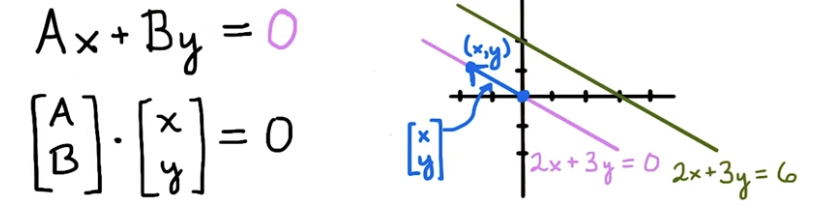 Ax + By = 0
[A B] · [x y] = 0
(x,y)
[x y]
2x+3y=0
2x+3y=6